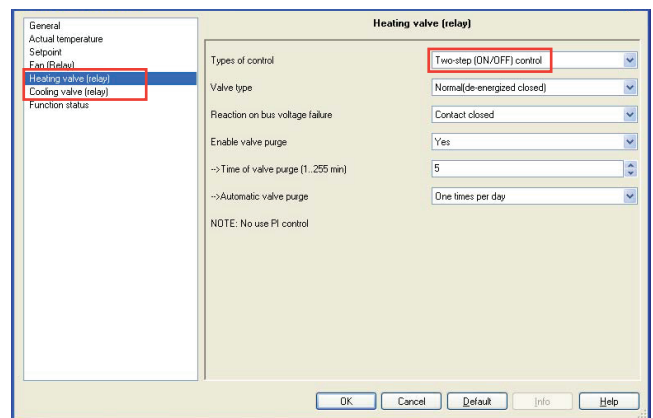 General
Actual temperature
Setpoint
Fan (Relay)
Heating valve (relay)
Cooling valve (relay)
Function status
Heating valve (relay)
Types of control
Two-step (ON/OFF) control
Valve type
Normal(de-energized closed)
Reaction on bus voltage failure
Contact closed
Enable valve purge
Yes
-->Time of valve purge (1..255 min)
5
-->Automatic valve purge
One times per day
NOTE: No use PI control
OK Cancel Default Info Help